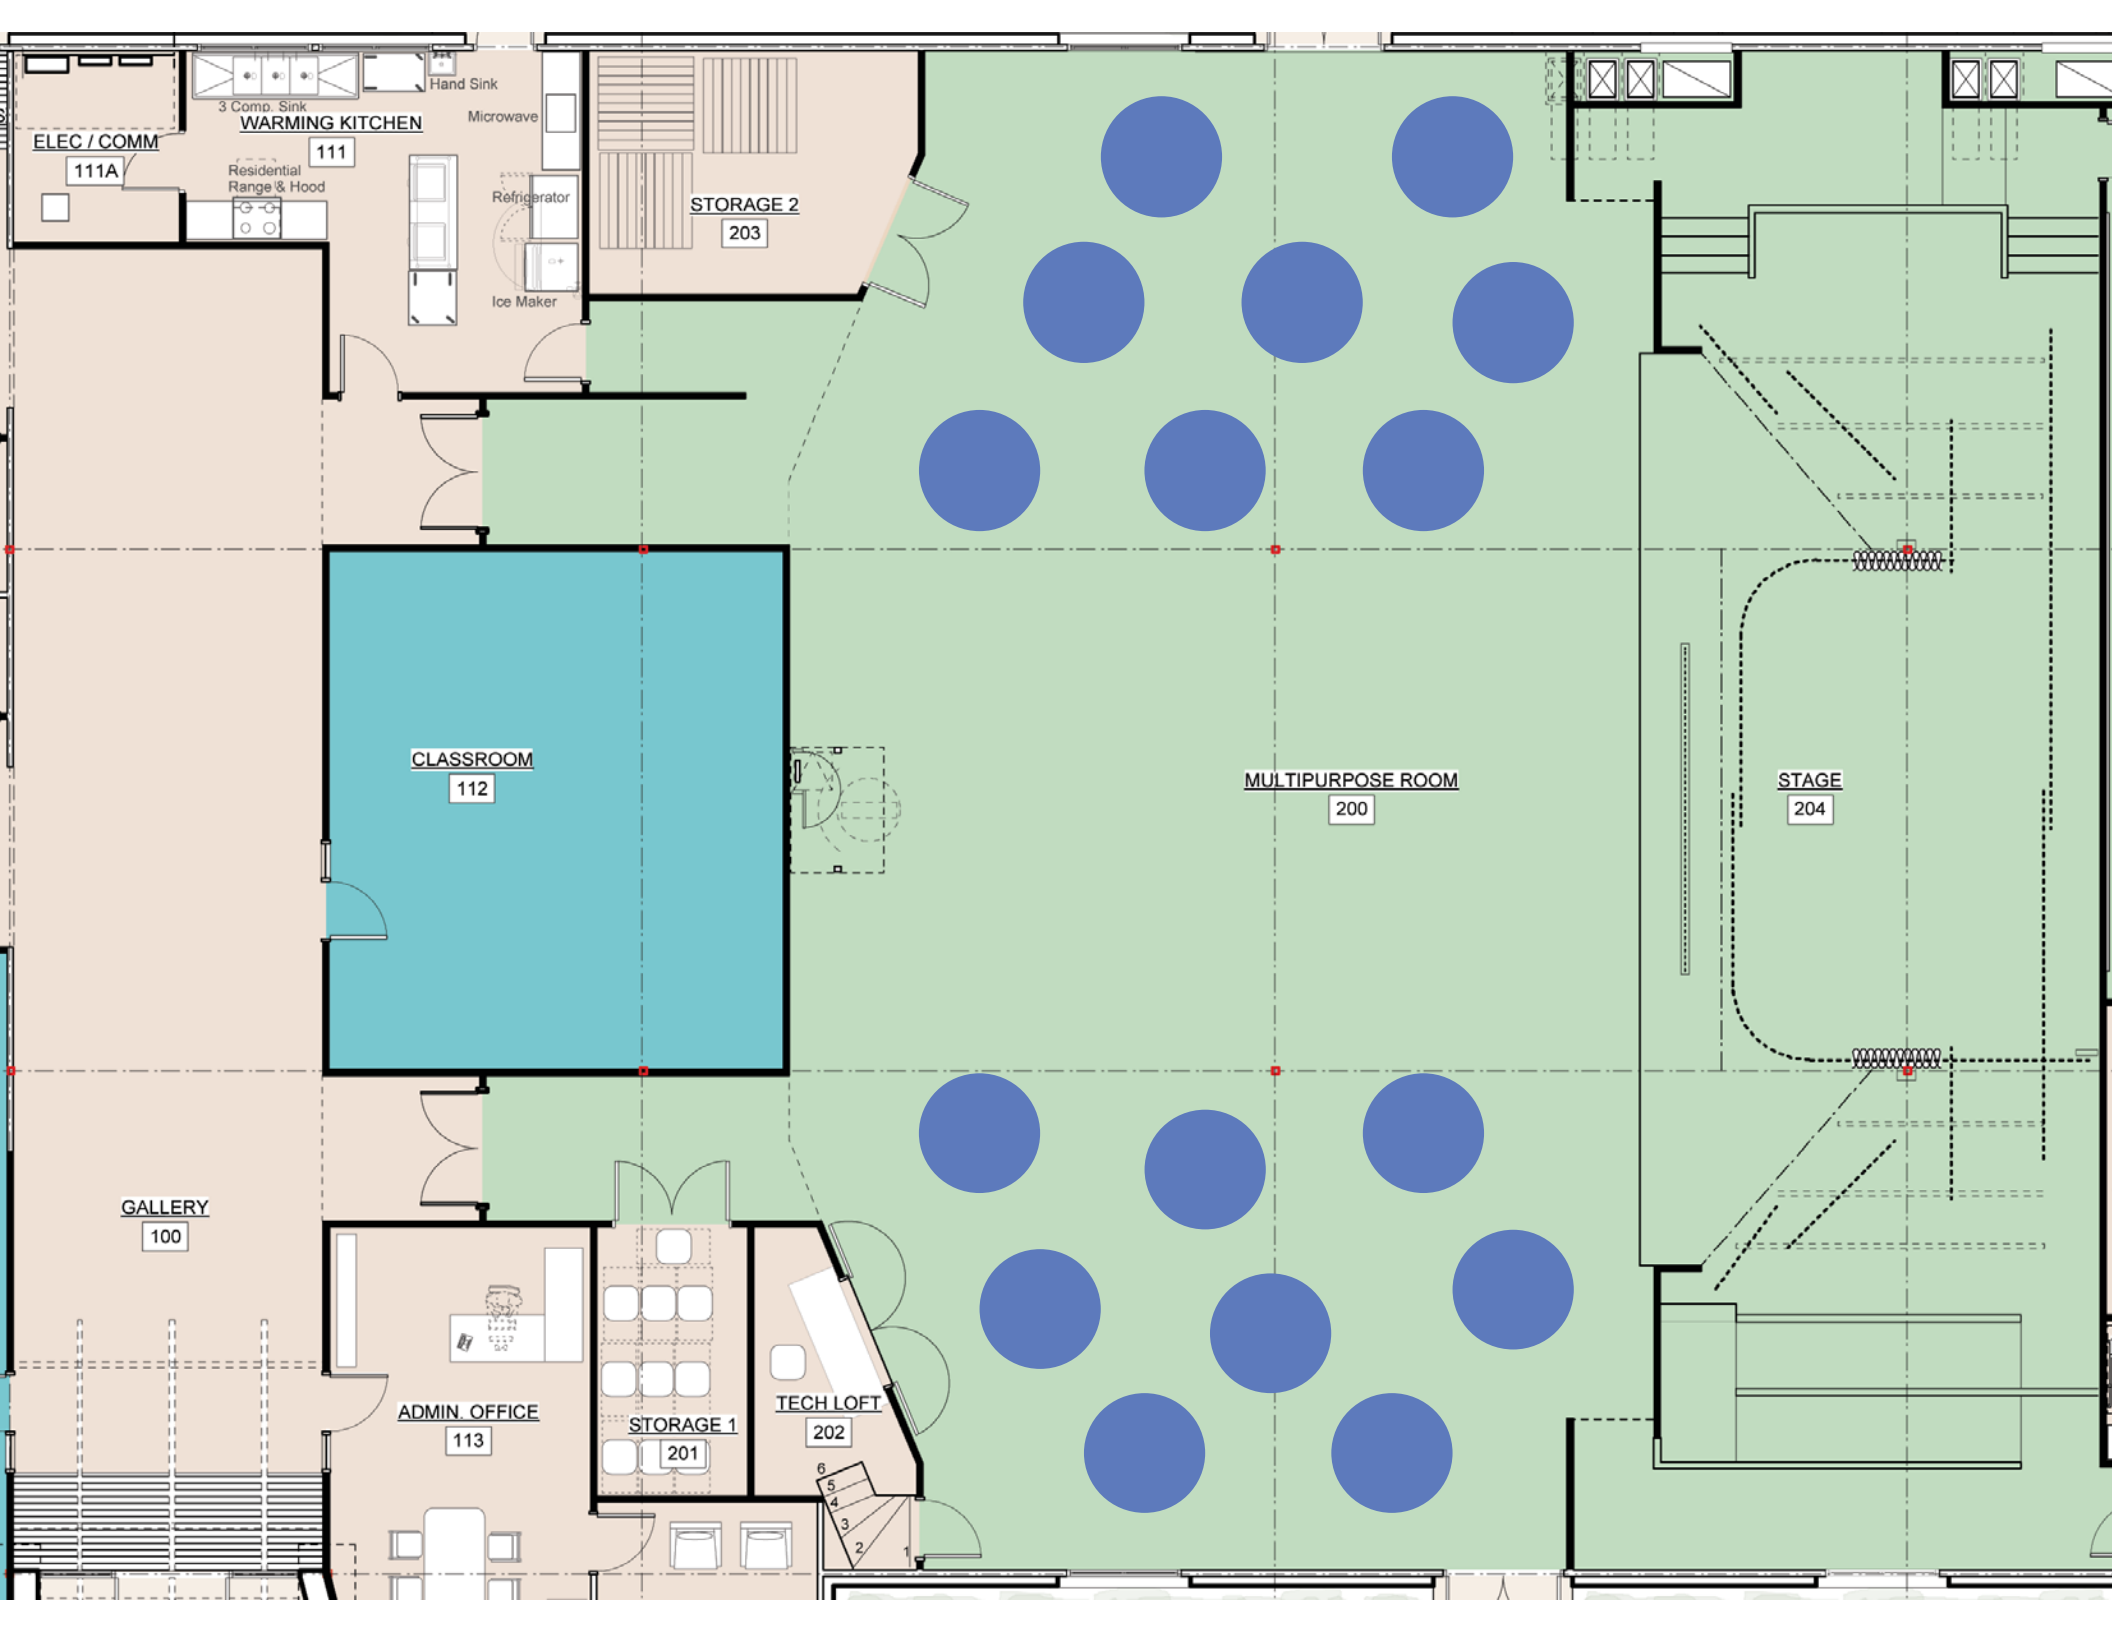 Hand Sink
3 Comp. Sink
Microwave
WARMING KITCHEN
111
ELEC / COMM
111A
Residential
Range & Hood
Refrigerator
Ice Maker
STORAGE 2
203
CLASSROOM
112
MULTIPURPOSE ROOM
200
STAGE
204
GALLERY
100
ADMIN. OFFICE
113
STORAGE 1
201
TECH LOFT
202
6
5
4
3
2
1